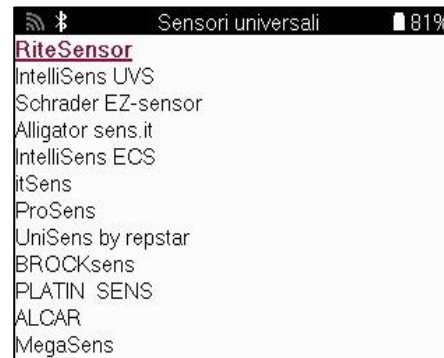 Sensori universali 81%
RiteSensor
IntelliSens UVS
Schrader EZ-sensor
Alligator sens.it
IntelliSens ECS
itSens
ProSens
UniSens by repstar
BROCKsens
PLATIN SENS
ALCAR
MegaSens